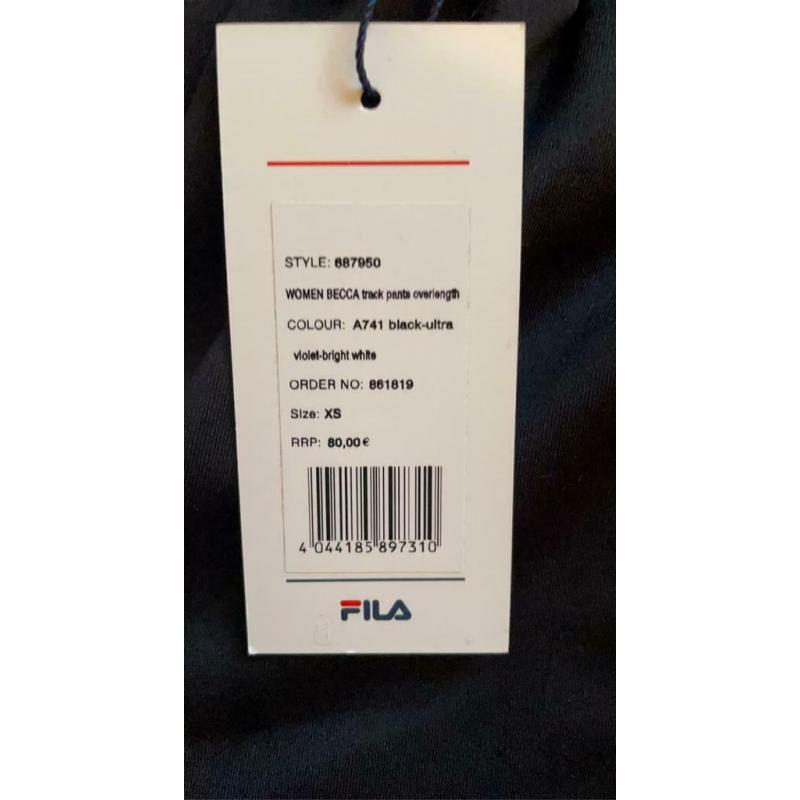 STYLE: 687950
WOMEN BECCA track pants overlength
COLOUR: A741 black-ultra
violet-bright white
ORDER NO: 861819
Size: XS
RRP: 80,00€
4 044185 897310
FILA